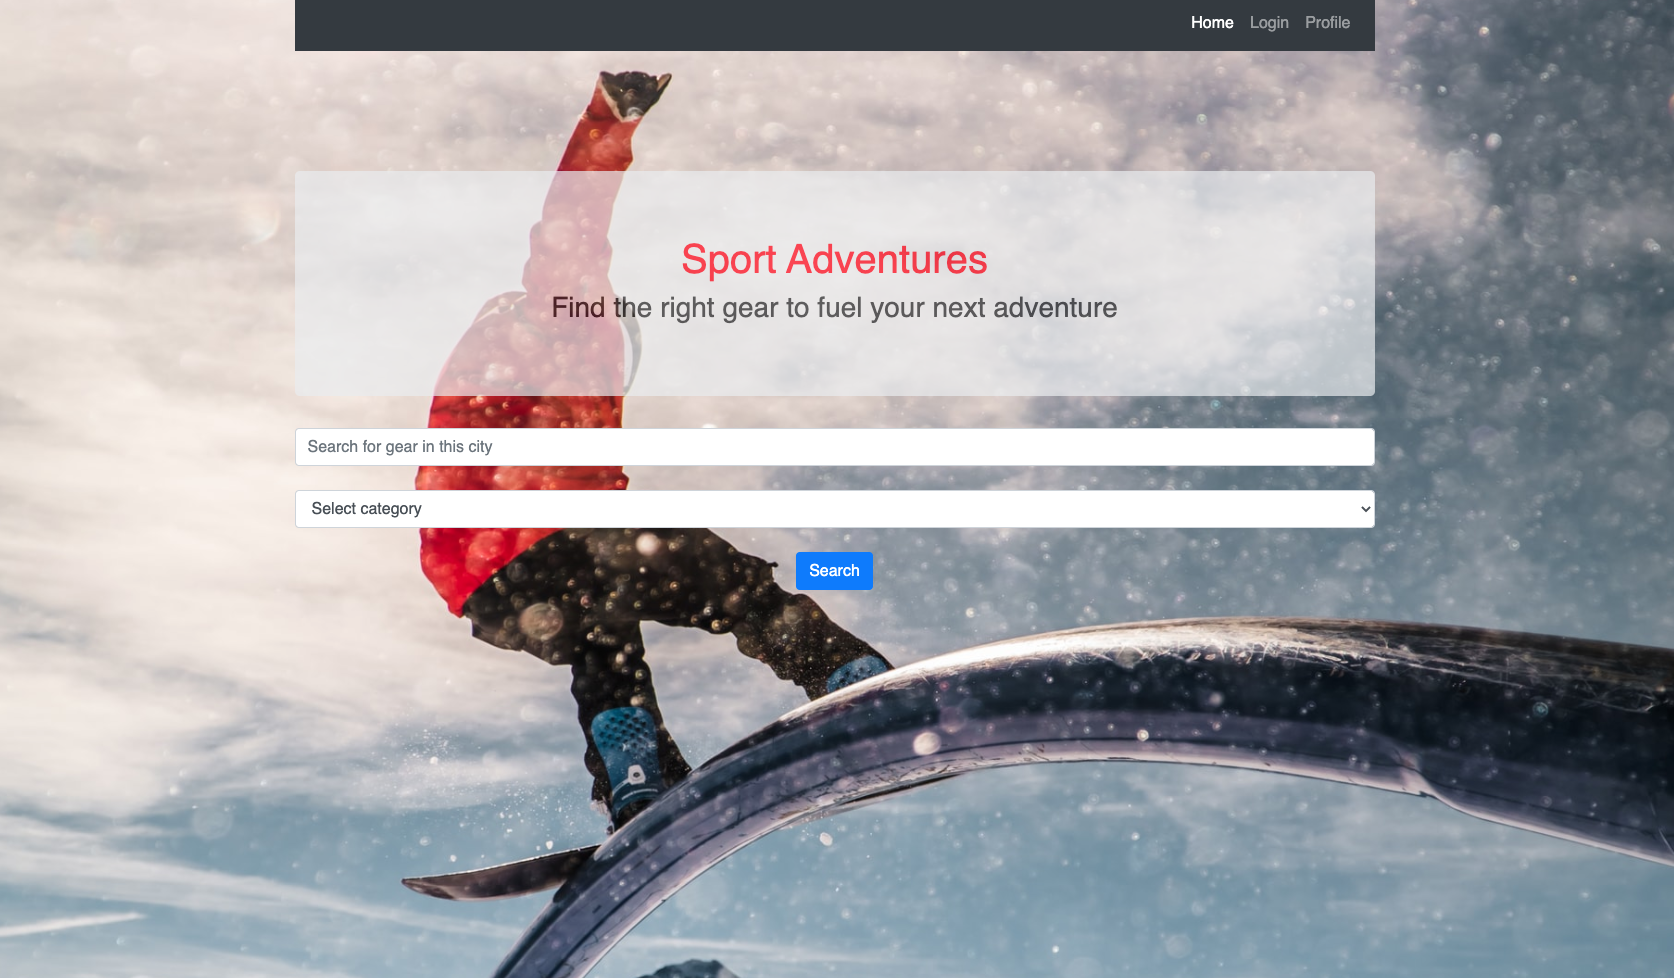 Home Login Profile
Sport Adventures
Find the right gear to fuel your next adventure
Search for gear in this city
Select category
Search